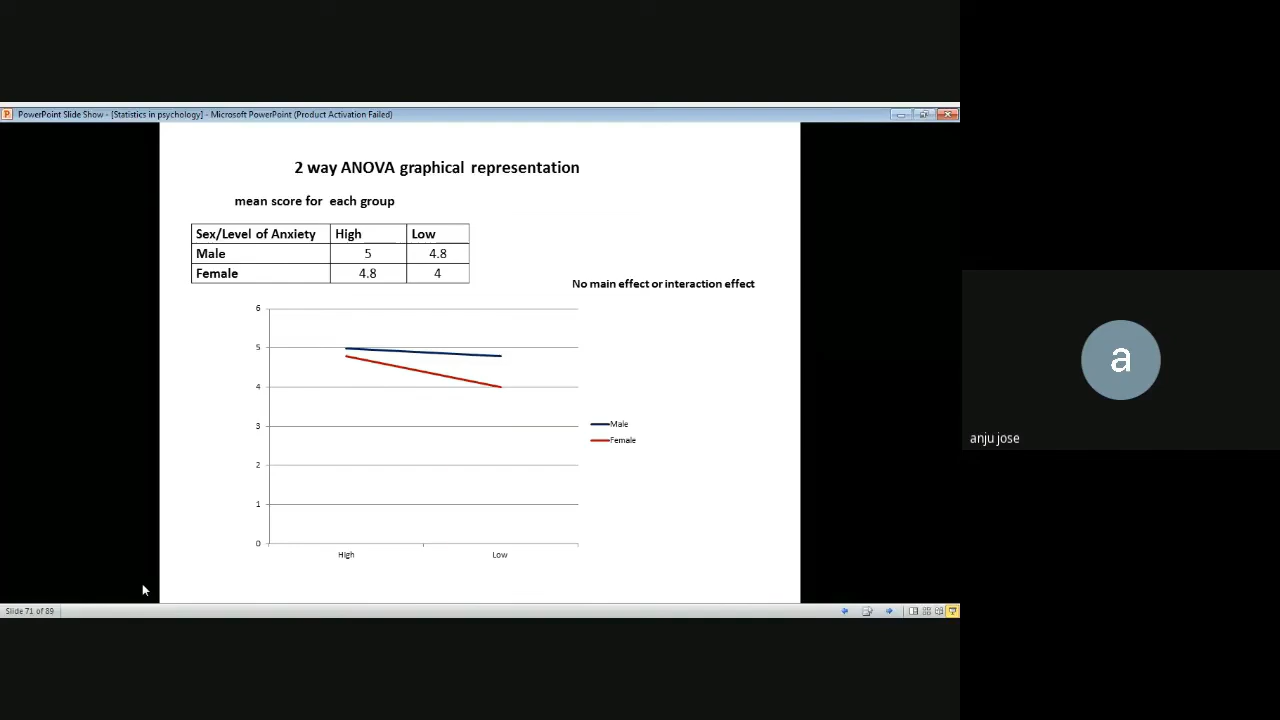 PowerPoint Slide Show - [Statistics in psychology] - Microsoft PowerPoint (Product Activation Failed)
2 way ANOVA graphical representation
mean score for each group
Sex/Level of Anxiety High Low
Male 5 4.8
Female 4.8 4
No main effect or interaction effect
6
5
4
3
2
1
0
High Low
Male
Female
Slide 71 of 89
a
anju jose